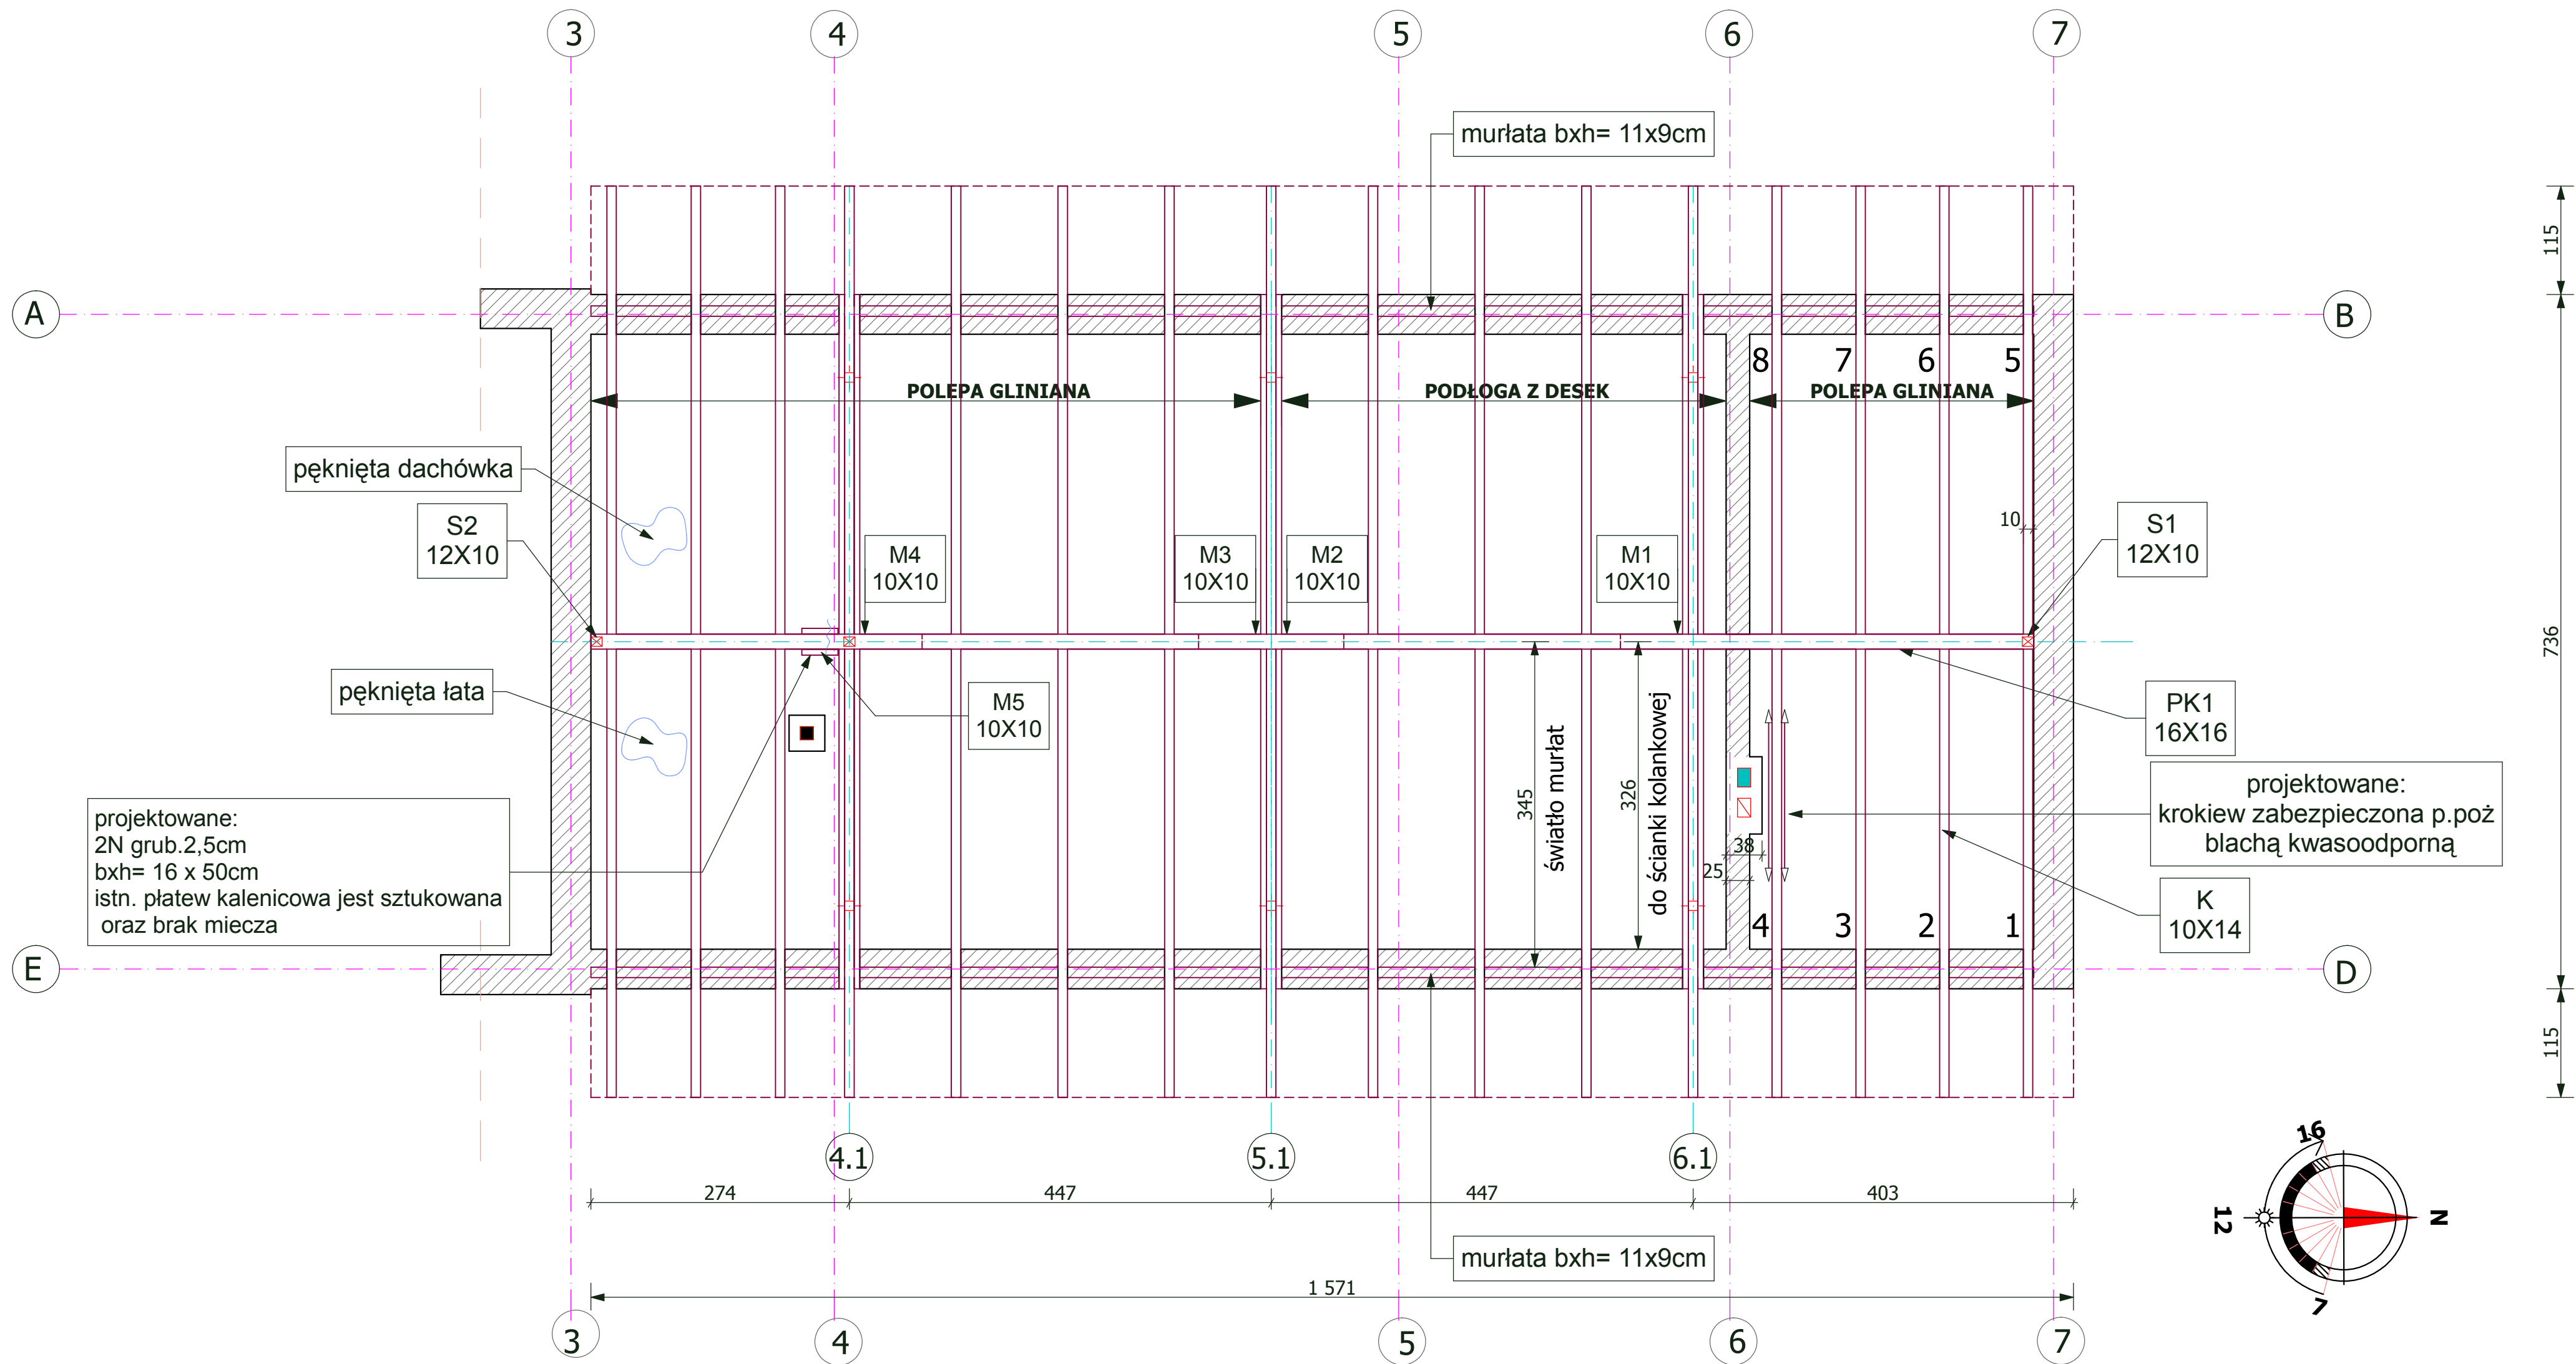 3
4
5
6
7
murłata bxh= 11x9cm
115
A
B
8
7
6
5
POLEPA GLINIANA
PODŁOGA Z DESEK
POLEPA GLINIANA
pęknięta dachówka
S2
12X10
10
S1
12X10
M4
10X10
M3
10X10
M2
10X10
M1
10X10
736
pęknięta łata
M5
10X10
PK1
16X16
345
światło murłat
326
do ścianki kolankowej
projektowane:
2N grub.2,5cm
bxh= 16 x 50cm
istn. płatew kalenicowa jest sztukowana
oraz brak miecza
projektowane:
krokiew zabezpieczona p.poż
blachą kwasoodporną
38
25
K
10X14
4
3
2
1
E
D
115
4.1
5.1
6.1
274
447
447
403
murłata bxh= 11x9cm
1 571
16
12
N
7
3
4
5
6
7